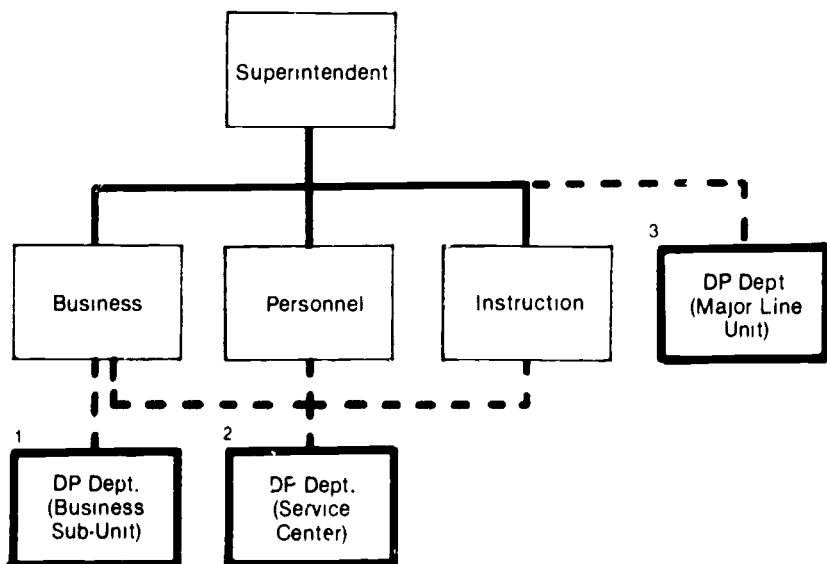 Superintendent
Business
Personnel
Instruction
3
DP Dept
(Major Line
Unit)
1
DP Dept.
(Business
Sub-Unit)
2
DP Dept.
(Service
Center)